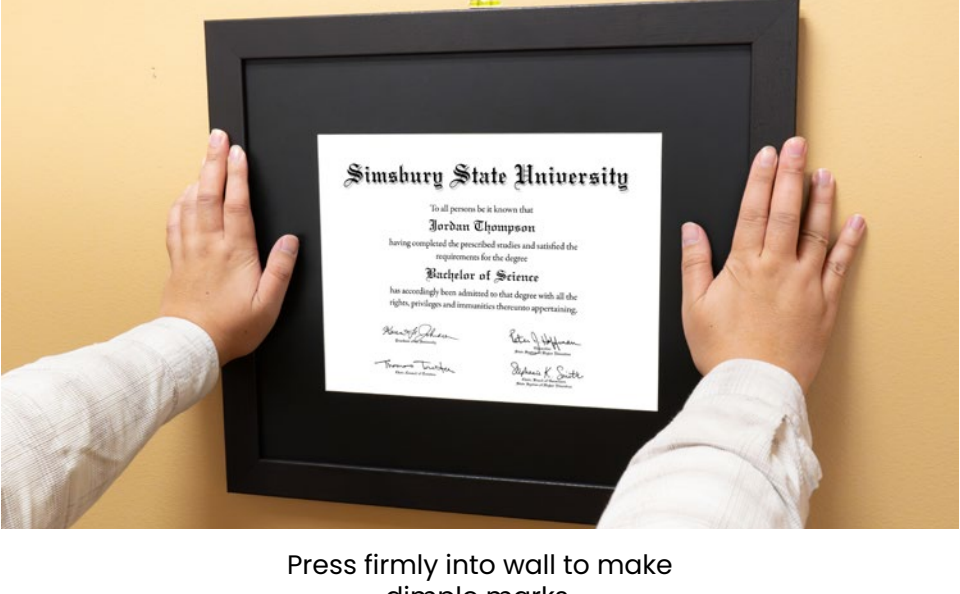 Simsbury State University
To all persons be it known that
Jordan Thompson
having completed the prescribed studies and satisfied the
requirements for the degree
Bachelor of Science
has accordingly been admitted to that degree with all the
rights, privileges and immunities thereunto appertaining.
Press firmly into wall to make
dimple marks